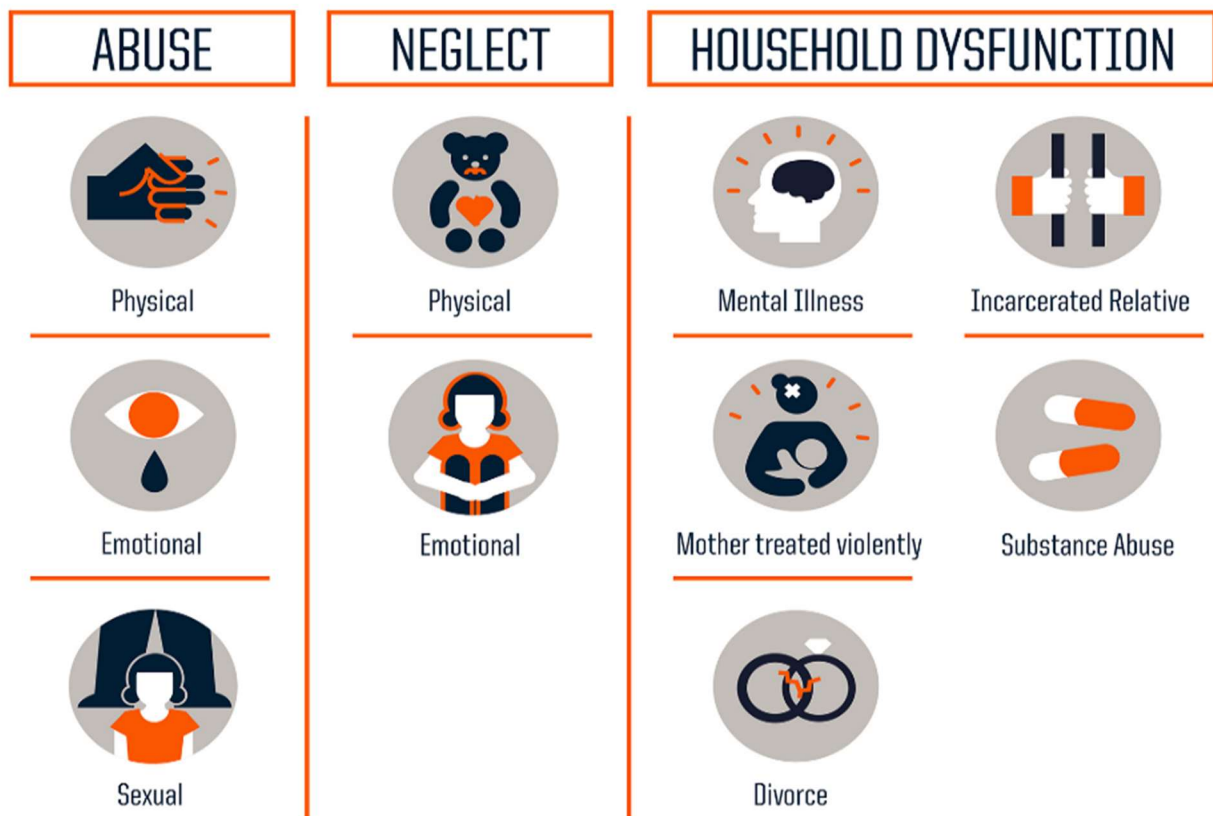 ABUSE
NEGLECT
HOUSEHOLD DYSFUNCTION
Physical
Physical
Mental Illness
Incarcerated Relative
Emotional
Emotional
Mother treated violently
Substance Abuse
Sexual
Divorce